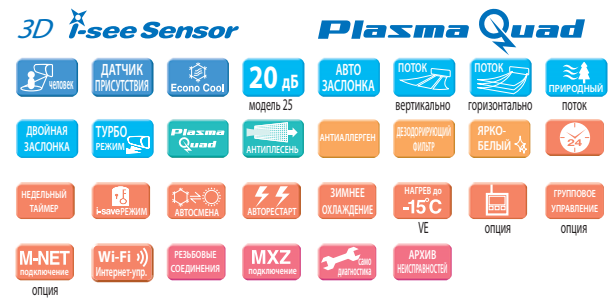 3D i-see Sensor
Plasma Quad
человек
ДАТЧИК
ПРИСУТСТВИЯ
Econo Cool
20 дБ
модель 25
АВТО
ЗАСЛОНКА
ПОТОК
вертикально
ПОТОК
горизонтально
ПРИРОДНЫЙ
поток
ДВОЙНАЯ
ЗАСЛОНКА
ТУРБО
РЕЖИМ
Plasma
Quad
АНТИПЛЕСЕНЬ
АНТИАЛЛЕРГЕН
ДЕЗОДОРИРУЮЩИЙ
ФИЛЬТР
ЯРКО-
БЕЛЫЙ
24
НЕДЕЛЬНЫЙ
ТАЙМЕР
i-save РЕЖИМ
АВТОСМЕНА
АВТОРЕСТАРТ
ЗИМНЕЕ
ОХЛАЖДЕНИЕ
НАГРЕВ до
-15°C
VE
опция
ГРУППОВОЕ
УПРАВЛЕНИЕ
опция
M-NET
подключение
опция
Wi-Fi
Интернет-упр.
РЕЗЬБОВЫЕ
СОЕДИНЕНИЯ
MXZ
подключение
само
диагностика
АРХИВ
НЕИСПРАВНОСТЕЙ